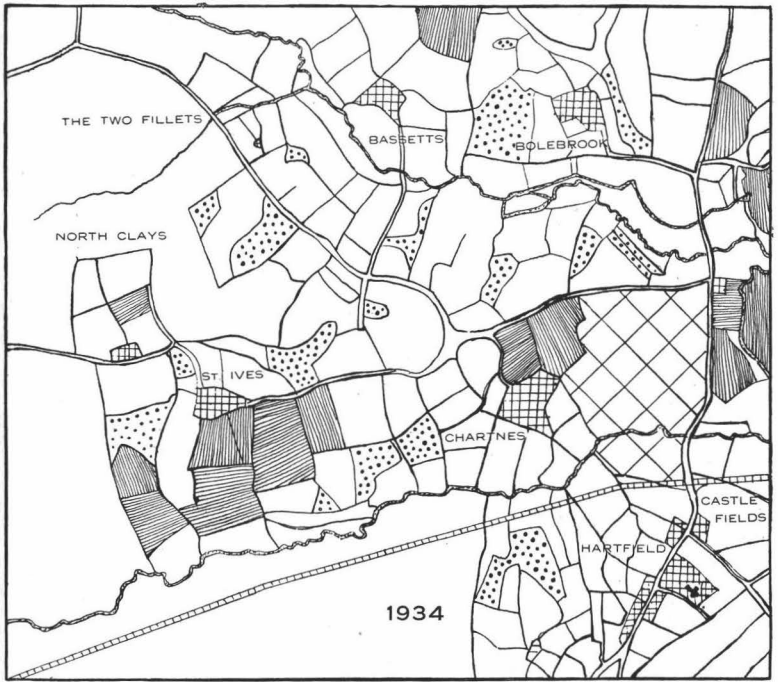 THE TWO FILLETS
BASSETTS
BOLEBROOK
NORTH CLAYS
ST. IVES
CHARTNES
CASTLE
FIELDS
HARTFIELD
1934